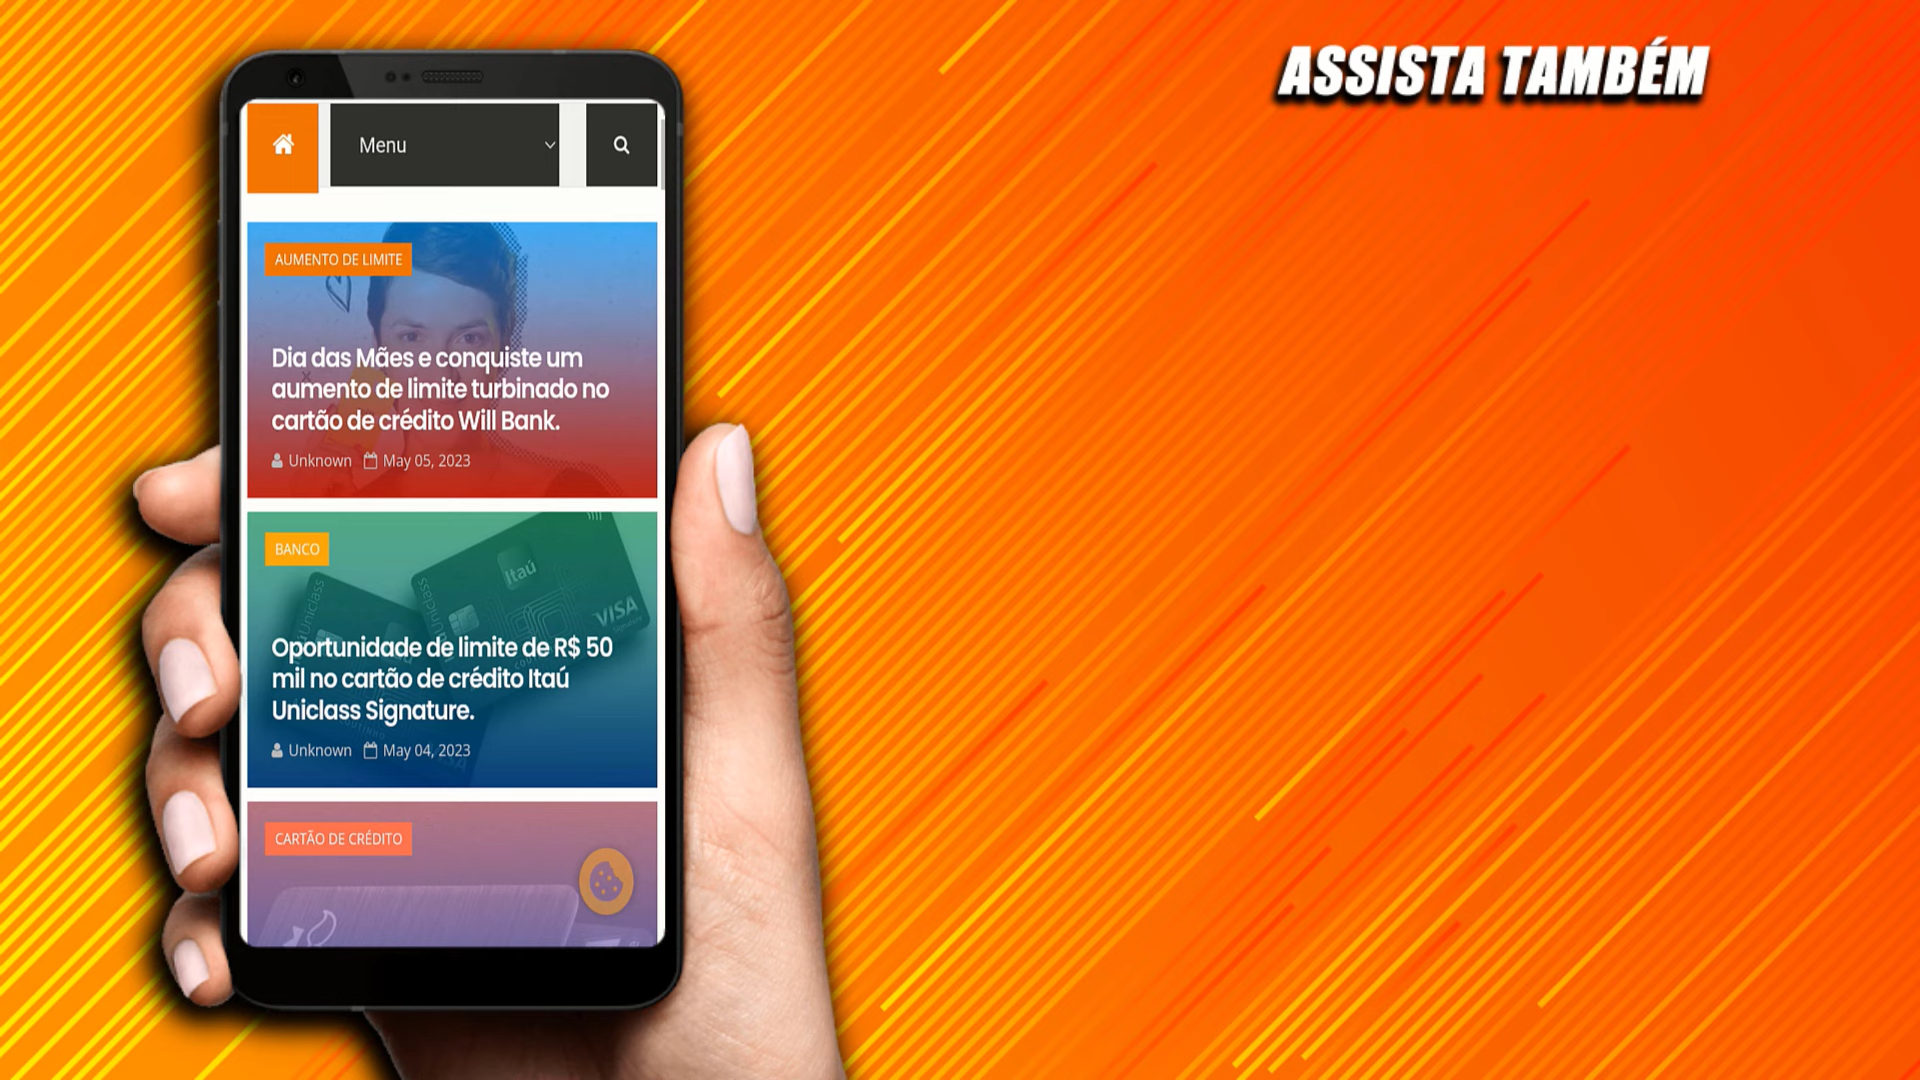 ASSISTA TAMBÉM
Menu
AUMENTO DE LIMITE
Dia das Mães e conquiste um
aumento de limite turbinado no
cartão de crédito Will Bank.
Unknown May 05, 2023
BANCO
Itaú
Uniclass
VISA
Signature
Oportunidade de limite de R$ 50
mil no cartão de crédito Itaú
Uniclass Signature.
Unknown May 04, 2023
CARTÃO DE CRÉDITO